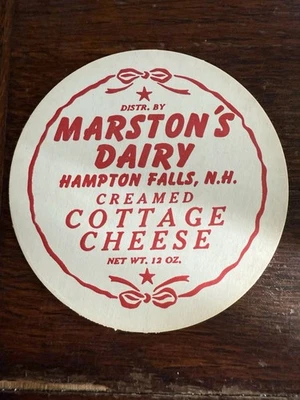 DISTR. BY
MARSTON'S
DAIRY
HAMPTON FALLS, N.H.
CREAMED
COTTAGE
CHEESE
NET WT. 12 OZ.